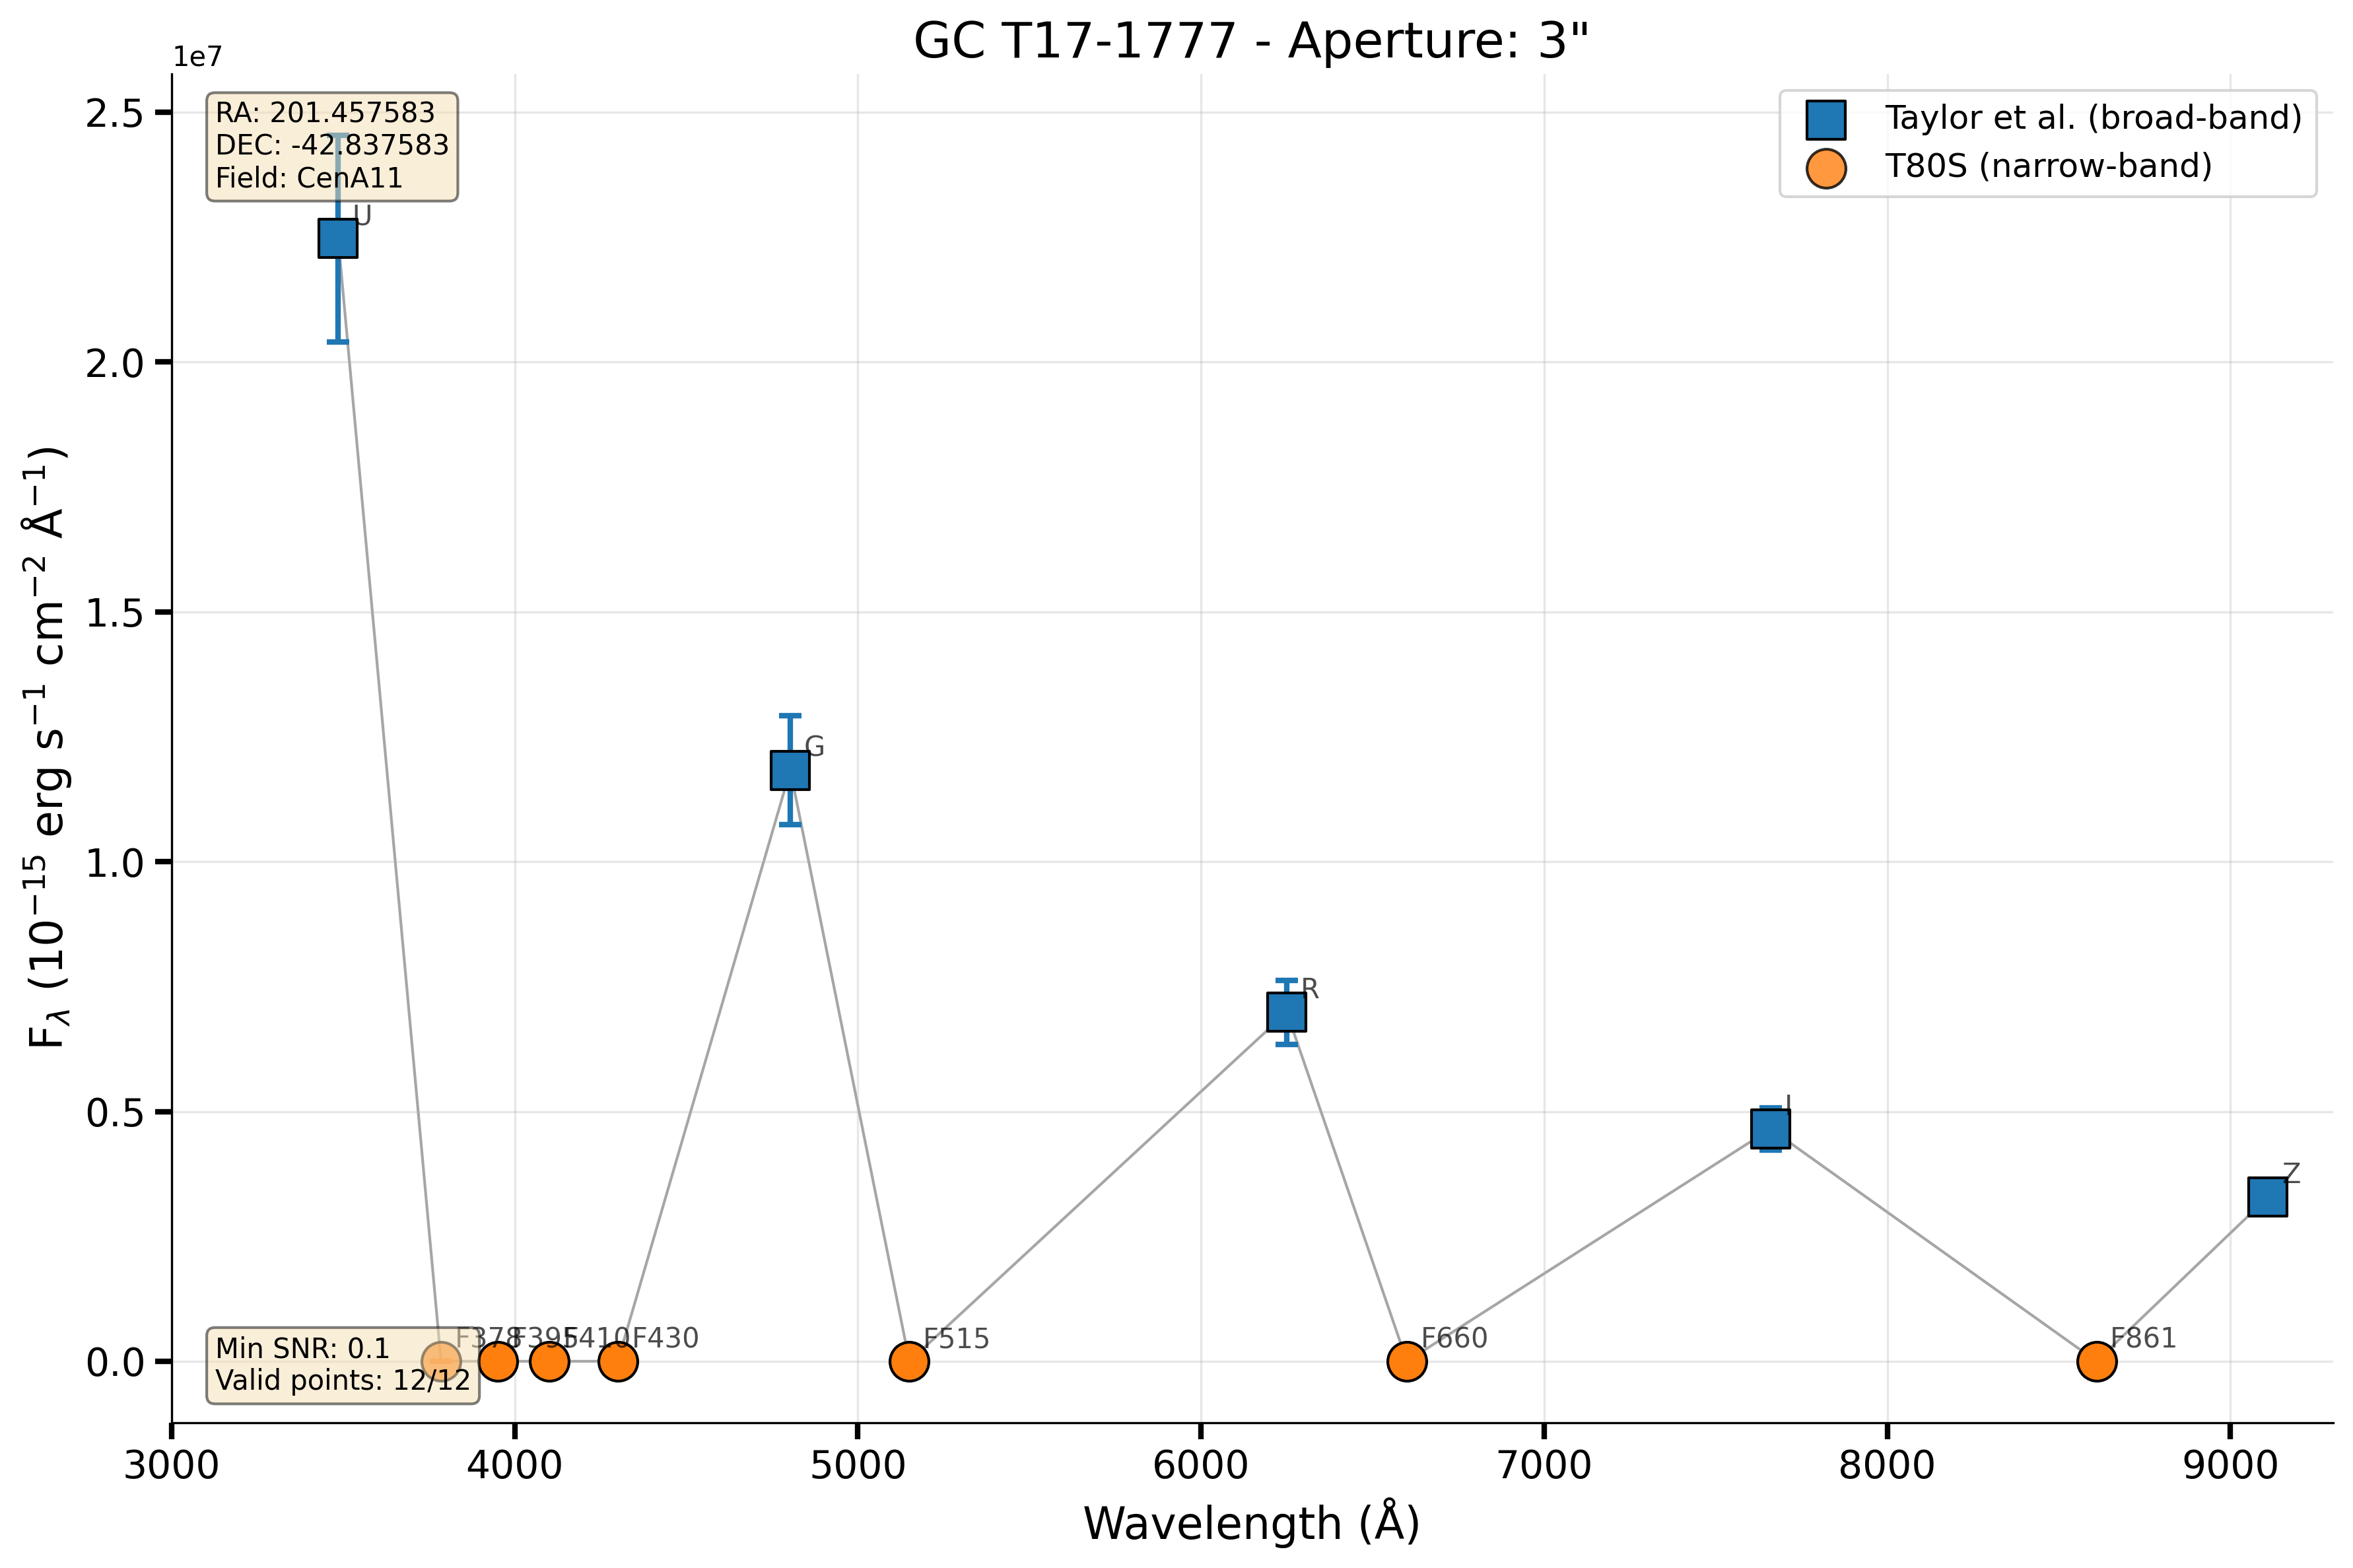 GC T17-1777 - Aperture: 3"
1e7
RA: 201.457583
DEC: -42.837583
Field: CenA11
Taylor et al. (broad-band)
T80S (narrow-band)
U
G
R
I
Z
F378
F395
F410
F430
F515
F660
F861
Min SNR: 0.1
Valid points: 12/12
2.5
2.0
1.5
1.0
0.5
0.0
3000
4000
5000
6000
7000
8000
9000
Wavelength (Å)
F_λ (10⁻¹⁵ erg s⁻¹ cm⁻² Å⁻¹)